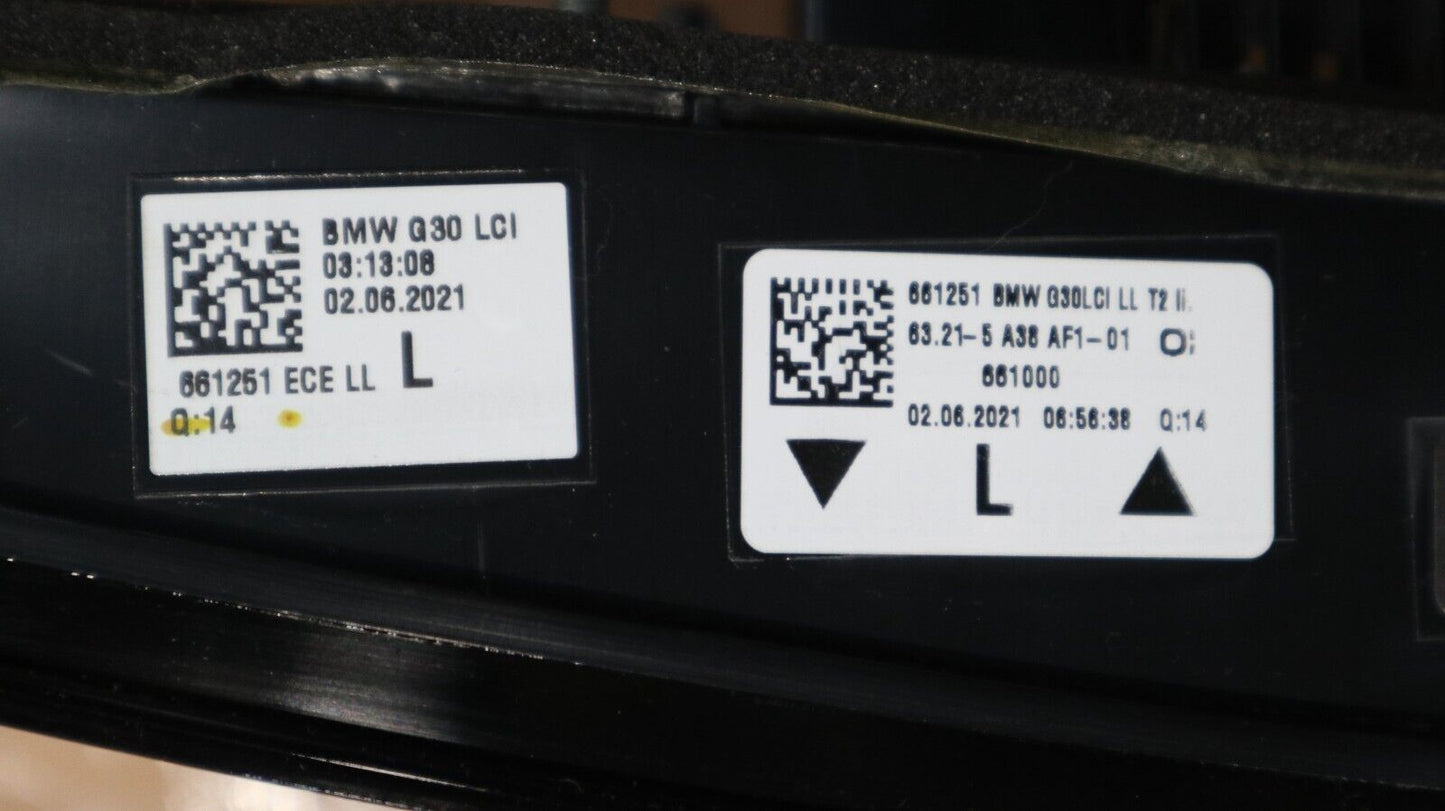 BMW G30 LCI
03:13:08
02.06.2021
661251 ECE LL L
Q:14
661251 BMW G30LCI LL T2 li.
63.21-5 A38 AF1-01
661000
02.06.2021 06:56:38 Q:14
L